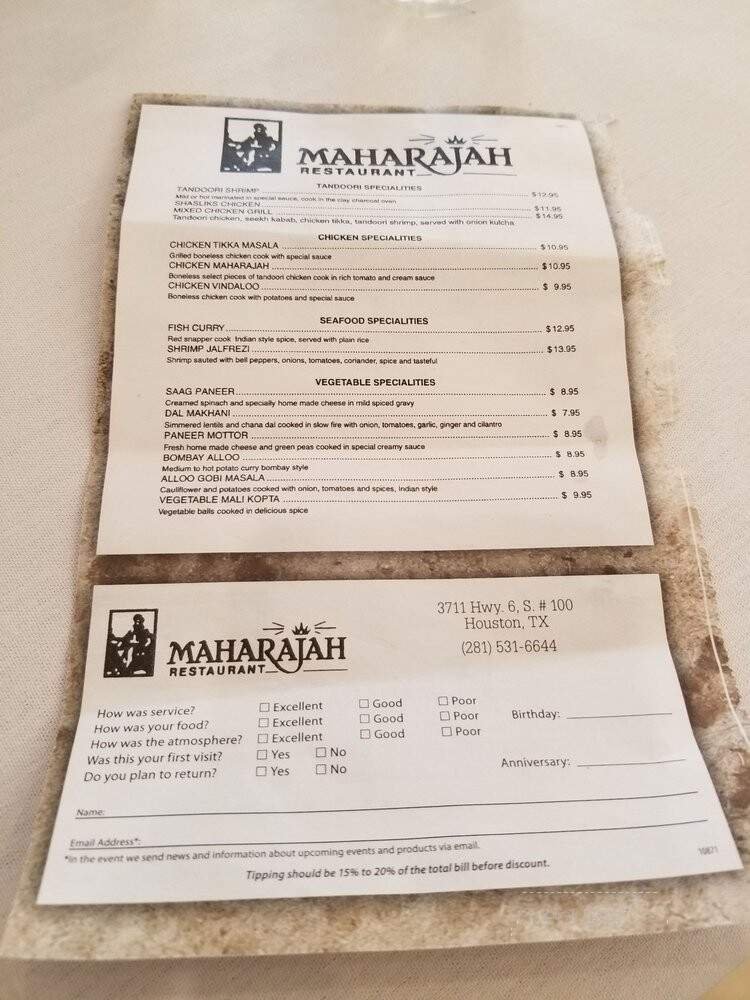 MAHARAJAH
RESTAURANT
TANDOORI SPECIALITIES
TANDOORI SHRIMP $12.95
Mild or hot marinated in special sauce, cook in the clay charcoal oven
SHASLIKS CHICKEN $11.95
MIXED CHICKEN GRILL $14.95
Tandoori chicken, seekh kabab, chicken tikka, tandoori shrimp, served with onion kulcha
CHICKEN SPECIALITIES
CHICKEN TIKKA MASALA $10.95
Grilled boneless chicken cook with special sauce
CHICKEN MAHARAJAH $10.95
Boneless select pieces of tandoori chicken cook in rich tomato and cream sauce
CHICKEN VINDALOO $ 9.95
Boneless chicken cook with potatoes and special sauce
SEAFOOD SPECIALITIES
FISH CURRY $12.95
Red snapper cook Indian style spice, served with plain rice
SHRIMP JALFREZI $13.95
Shrimp sauted with bell peppers, onions, tomatoes, coriander, spice and tasteful
VEGETABLE SPECIALITIES
SAAG PANEER $ 8.95
Creamed spinach and specially home made cheese in mild spiced gravy
DAL MAKHANI $ 7.95
Simmered lentils and chana dal cooked in slow fire with onion, tomatoes, garlic, ginger and cilantro
PANEER MOTTOR $ 8.95
Fresh home made cheese and green peas cooked in special creamy sauce
BOMBAY ALLOO $ 8.95
Medium to hot potato curry bombay style
ALLOO GOBI MASALA $ 8.95
Cauliflower and potatoes cooked with onion, tomatoes and spices, Indian style
VEGETABLE MALI KOPTA $ 9.95
Vegetable balls cooked in delicious spice
MAHARAJAH
RESTAURANT
3711 Hwy. 6, S. # 100
Houston, TX
(281) 531-6644
How was service? Excellent Good Poor
How was your food? Excellent Good Poor
How was the atmosphere? Excellent Good Poor
Was this your first visit? Yes No
Do you plan to return? Yes No
Birthday:
Anniversary:
Name:
Email Address*:
*In the event we send news and information about upcoming events and products via email.
10871
Tipping should be 15% to 20% of the total bill before discount.